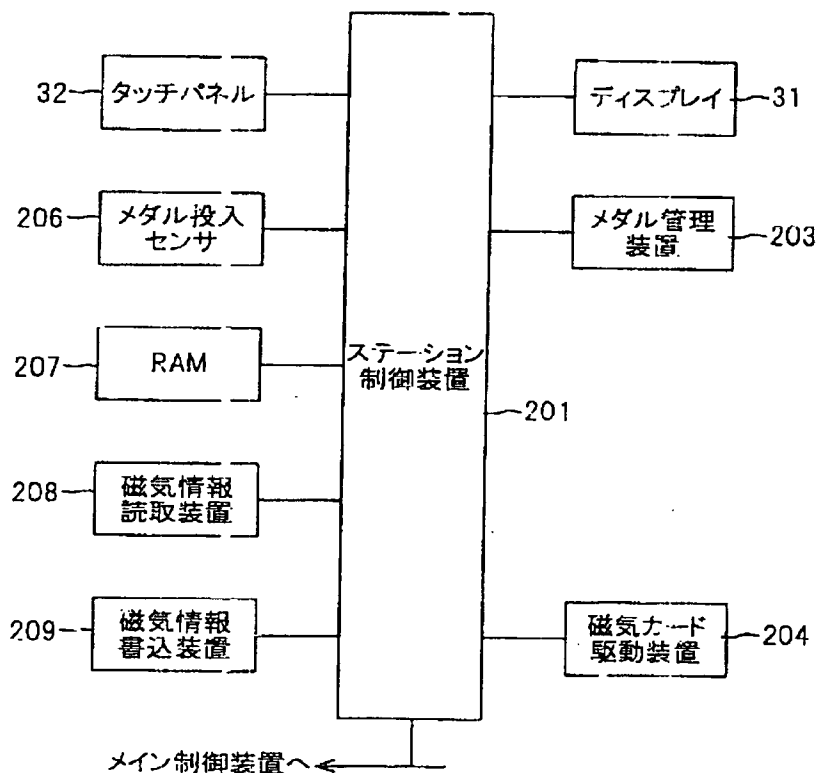 32
タッチパネル
ディスプレイ
31
206
メダル投入
センサ
メダル管理
装置
203
207
RAM
ステーション
制御装置
201
208
磁気情報
読取装置
209
磁気情報
書込装置
磁気カード
駆動装置
204
メイン制御装置へ